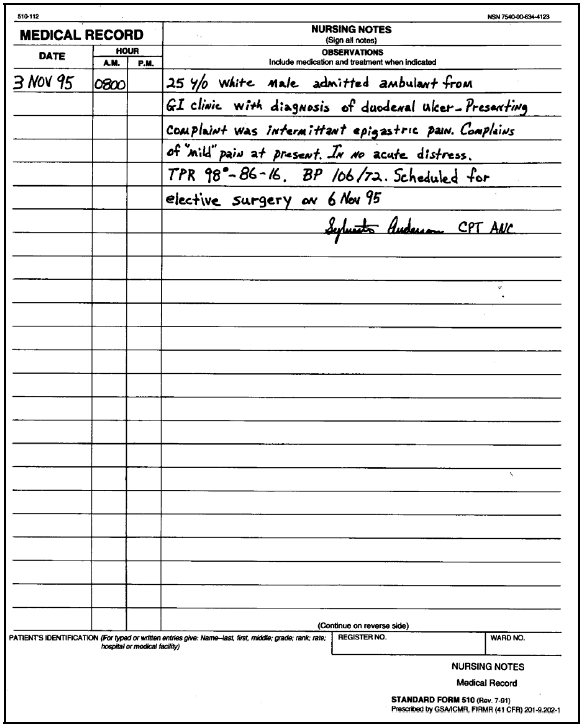 510-112
NSN 7540-00-634-4123
MEDICAL RECORD
NURSING NOTES
(Sign all notes)
DATE
HOUR
A.M.
P.M.
OBSERVATIONS
Include medication and treatment when indicated
3 NOV 95 0800 25 y/o White Male admitted ambulant from
GI clinic with diagnosis of duodenal ulcer - Presenting
complaint was intermittant epigastric pain. Complains
of "mild" pain at present. In no acute distress.
TPR 98°-86-16. BP 106/72. Scheduled for
elective surgery on 6 Nov 95
Anderson CPT ANC
(Continue on reverse side)
PATIENT'S IDENTIFICATION (For typed or written entries give: Name—last, first, middle; grade; rank; rate;
hospital or medical facility)
REGISTER NO.
WARD NO.
NURSING NOTES
Medical Record
STANDARD FORM 510 (Rev. 7-91)
Prescribed by GSA/ICMR, FIRMR (41 CFR) 201-9.202-1